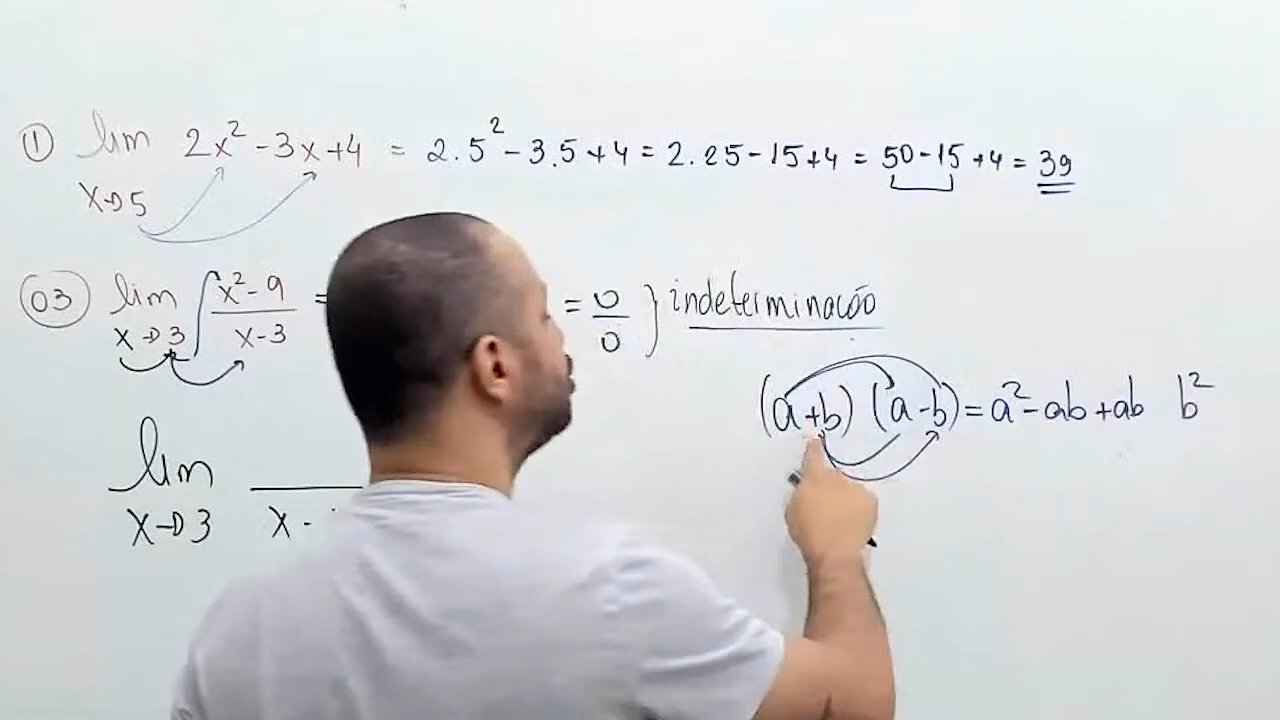 ① lim 2x² - 3x + 4 = 2.5² - 3.5 + 4 = 2.25 - 15 + 4 = 50 - 15 + 4 = 39
x→5
03 lim x² - 9 = = 0 } indeterminação
x→3 x - 3 0
(a+b) (a-b) = a² - ab + ab b²
lim
x→3 x -